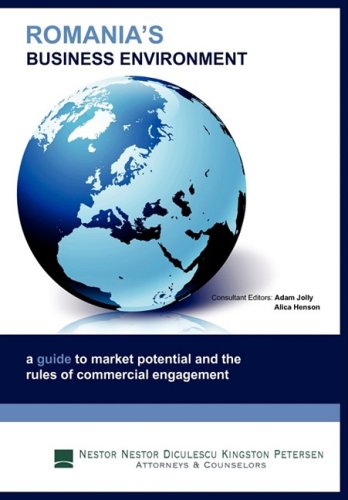 ROMANIA'S
BUSINESS ENVIRONMENT
Consultant Editors: Adam Jolly
Alica Henson
a guide to market potential and the
rules of commercial engagement
NESTOR NESTOR DICULESCU KINGSTON PETERSEN
ATTORNEYS & COUNSELORS